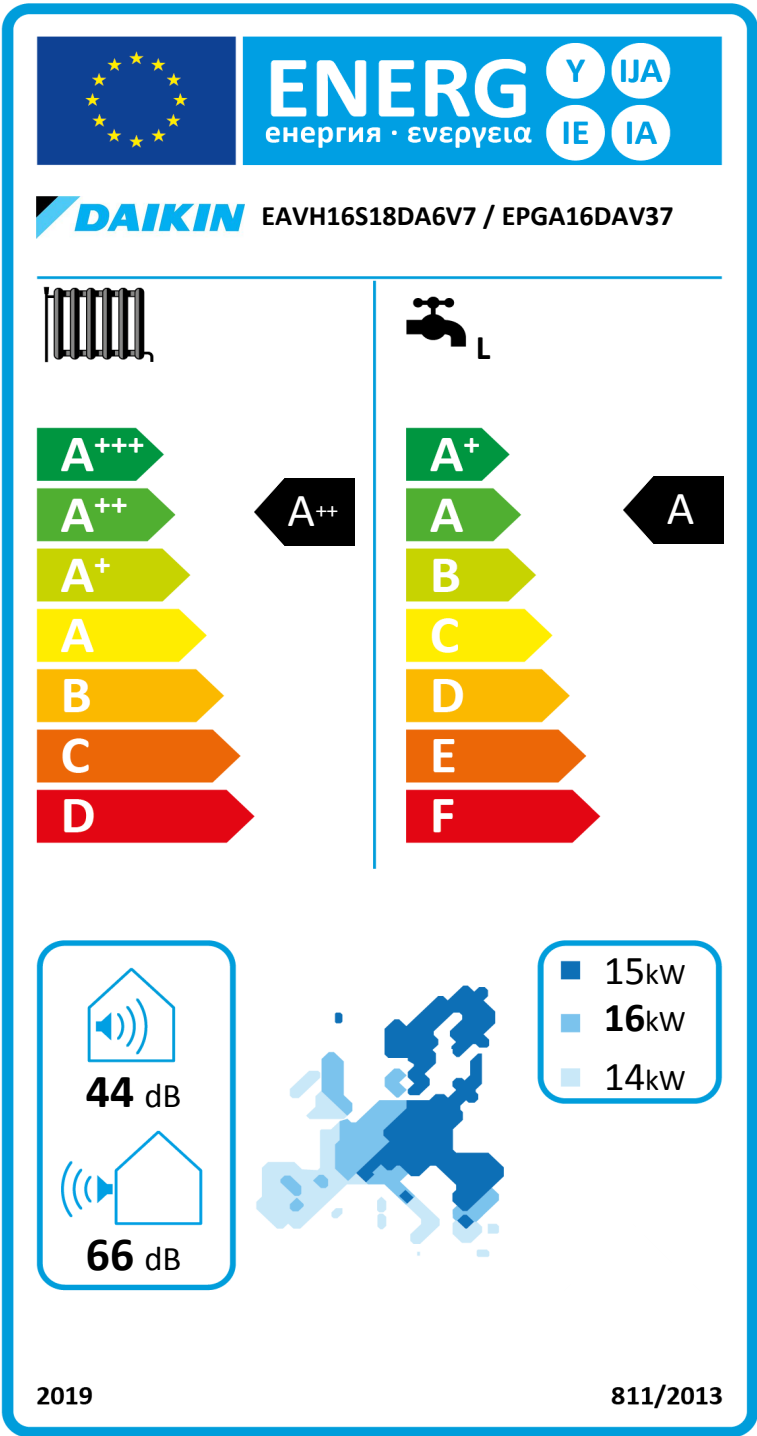 ENERG Y IJA
енергия · ενεργεια IE IA
DAIKIN EAVH16S18DA6V7 / EPGA16DAV37
L
A+++
A++
A++
A+
A
B
C
D
A+
A
A
B
C
D
E
F
44 dB
66 dB
15kW
16kW
14kW
2019
811/2013